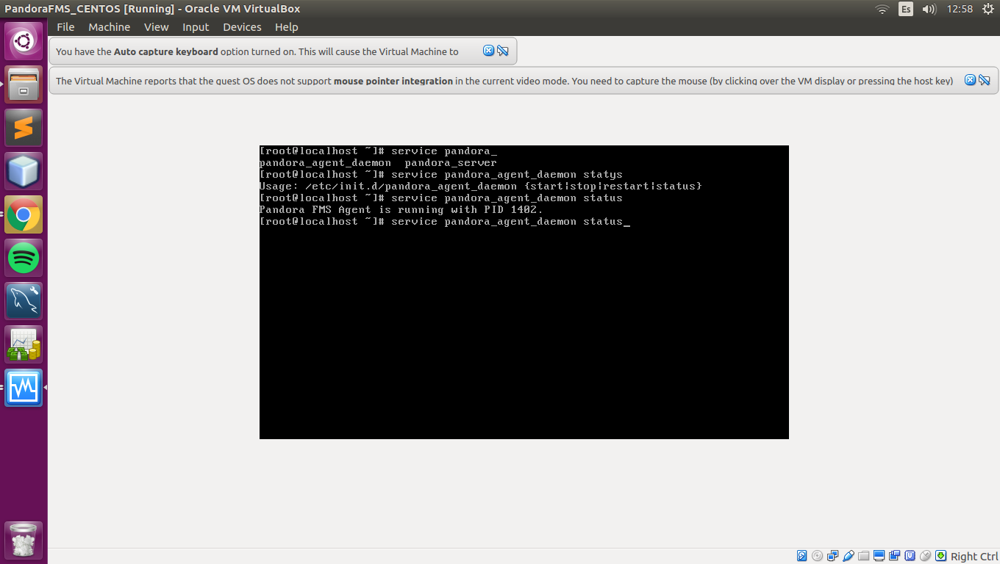 PandoraFMS_CENTOS [Running] - Oracle VM VirtualBox
Es
12:58
File Machine View Input Devices Help
You have the Auto capture keyboard option turned on. This will cause the Virtual Machine to
The Virtual Machine reports that the guest OS does not support mouse pointer integration in the current video mode. You need to capture the mouse (by clicking over the VM display or pressing the host key)
[root@localhost ~]# service pandora_
pandora_agent_daemon pandora_server
[root@localhost ~]# service pandora_agent_daemon statys
Usage: /etc/init.d/pandora_agent_daemon {start|stop|restart|status}
[root@localhost ~]# service pandora_agent_daemon status
Pandora FMS Agent is running with PID 1402.
[root@localhost ~]# service pandora_agent_daemon status_
Right Ctrl